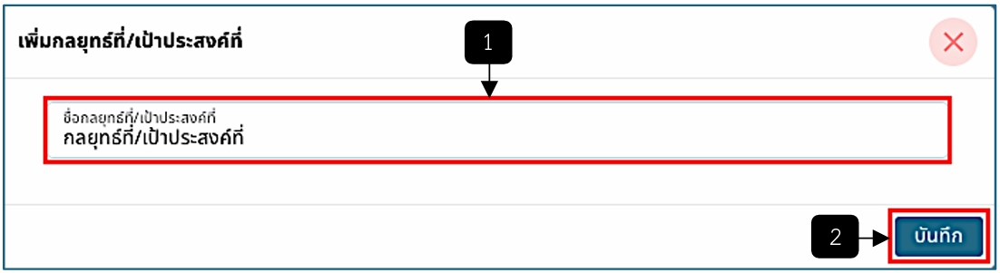 เพิ่มกลยุทธ์ที่/เป้าประสงค์ที่
1
ชื่อกลยุทธ์ที่/เป้าประสงค์ที่
กลยุทธ์ที่/เป้าประสงค์ที่
2
บันทึก